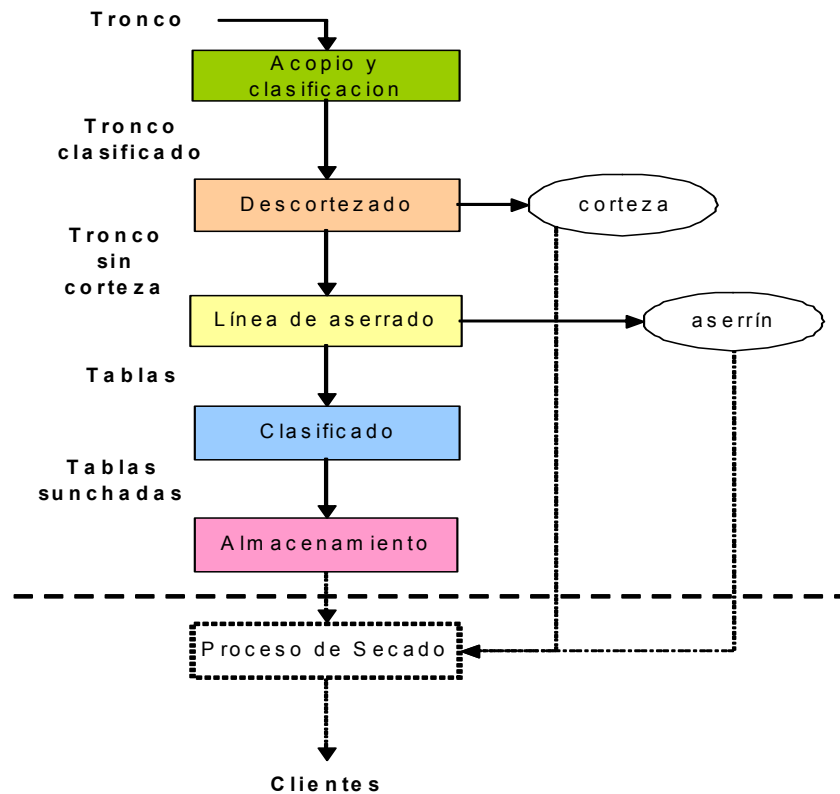 Tronco
Acopio y
clasificacion
Tronco
clasificado
Descortezado
corteza
Tronco
sin
corteza
Línea de aserrado
aserrín
Tablas
Clasificado
Tablas
sunchadas
Almacenamiento
Proceso de Secado
Clientes